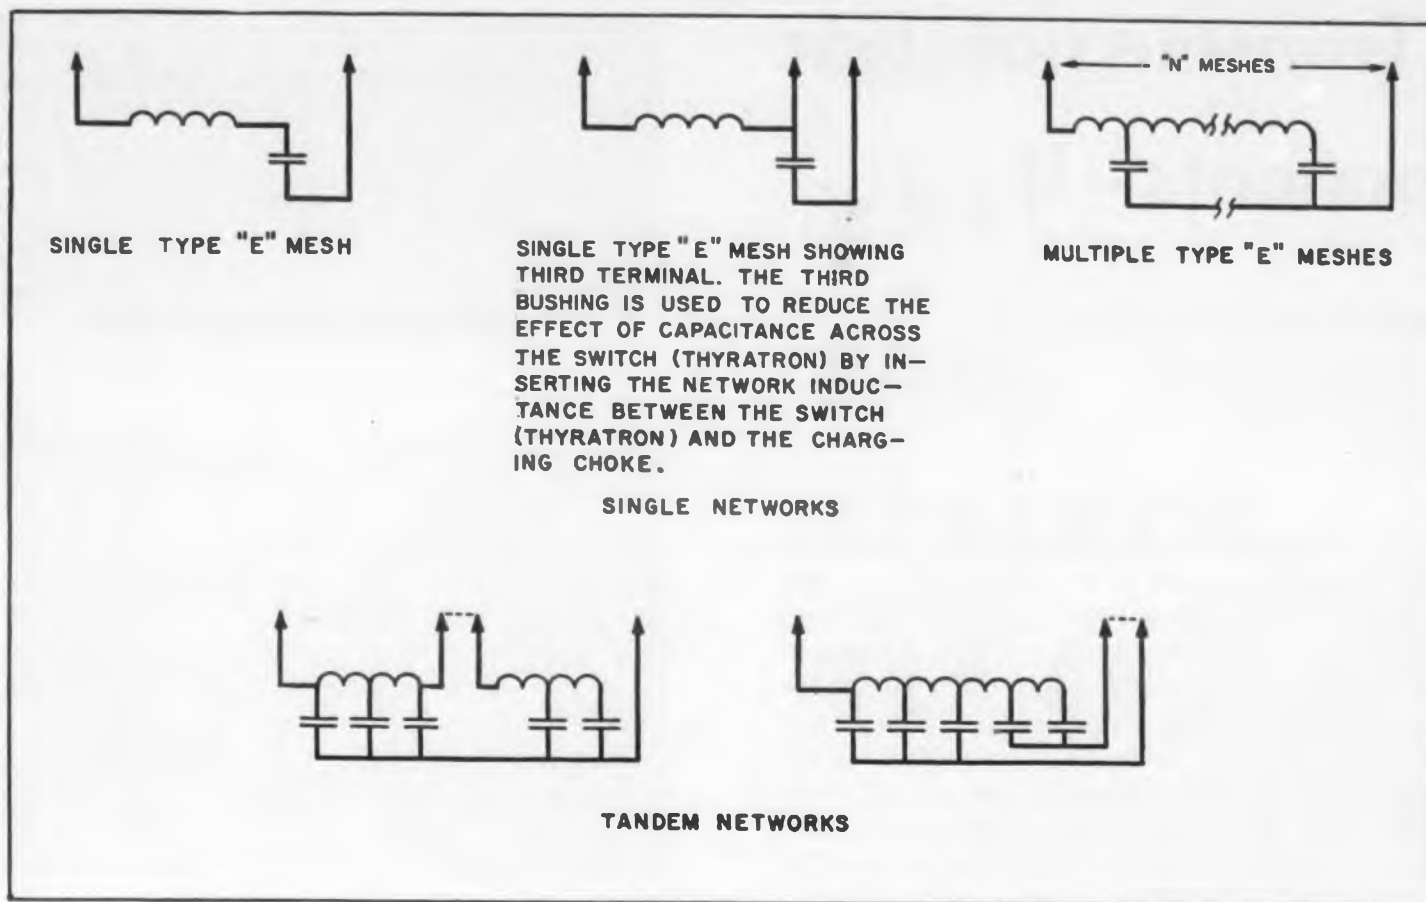 "N" MESHES
SINGLE TYPE "E" MESH
SINGLE TYPE "E" MESH SHOWING
THIRD TERMINAL. THE THIRD
BUSHING IS USED TO REDUCE THE
EFFECT OF CAPACITANCE ACROSS
THE SWITCH (THYRATRON) BY IN-
SERTING THE NETWORK INDUC-
TANCE BETWEEN THE SWITCH
(THYRATRON) AND THE CHARG-
ING CHOKE.
MULTIPLE TYPE "E" MESHES
SINGLE NETWORKS
TANDEM NETWORKS